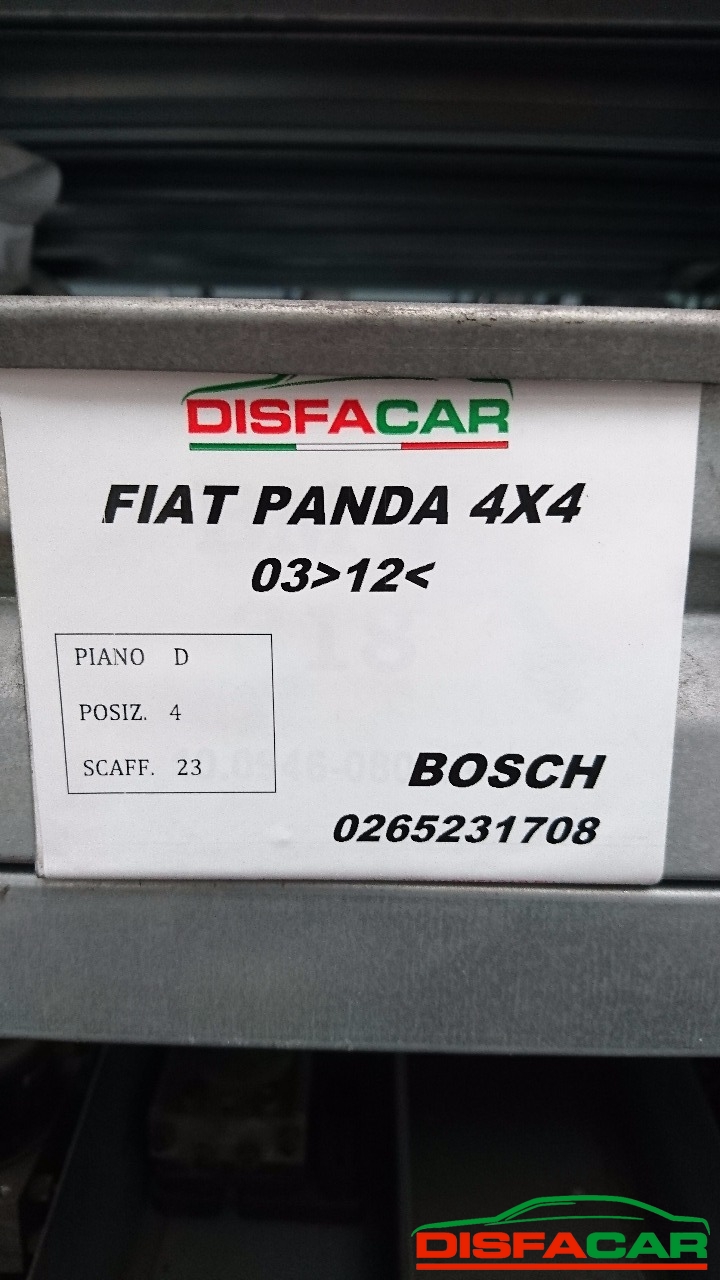 DISFACAR
FIAT PANDA 4X4
03>12<
PIANO D
POSIZ. 4
SCAFF. 23
BOSCH
0265231708
DISFACAR